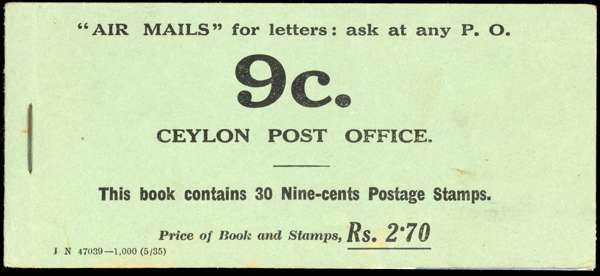 "AIR MAILS" for letters: ask at any P. O.
9c.
CEYLON POST OFFICE.
This book contains 30 Nine-cents Postage Stamps.
Price of Book and Stamps, Rs. 2·70
J N 47039—1,000 (5/35)